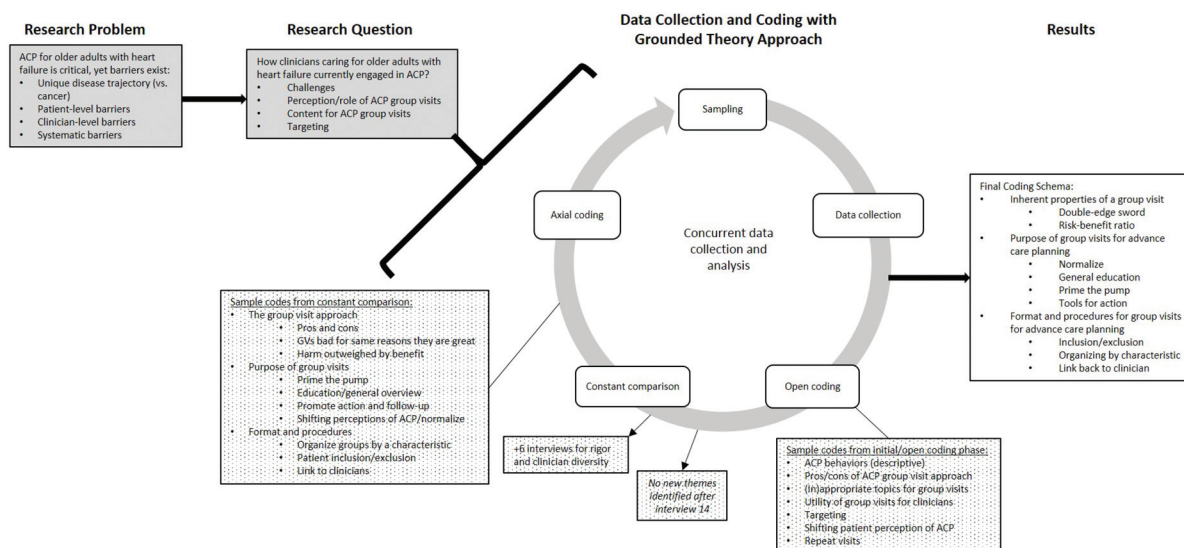 Research Problem
ACP for older adults with heart
failure is critical, yet barriers exist:
• Unique disease trajectory (vs.
cancer)
• Patient-level barriers
• Clinician-level barriers
• Systematic barriers
Research Question
How clinicians caring for older adults with
heart failure currently engaged in ACP?
• Challenges
• Perception/role of ACP group visits
• Content for ACP group visits
• Targeting
Data Collection and Coding with
Grounded Theory Approach
Sampling
Data collection
Open coding
Constant comparison
Axial coding
Concurrent data
collection and
analysis
Sample codes from constant comparison:
• The group visit approach
• Pros and cons
• GVs bad for same reasons they are great
• Harm outweighed by benefit
• Purpose of group visits
• Prime the pump
• Education/general overview
• Promote action and follow-up
• Shifting perceptions of ACP/normalize
• Format and procedures
• Organize groups by a characteristic
• Patient inclusion/exclusion
• Link to clinicians
+6 interviews for rigor
and clinician diversity
No new themes
identified after
interview 14
Sample codes from initial/open coding phase:
• ACP behaviors (descriptive)
• Pros/cons of ACP group visit approach
• (In)appropriate topics for group visits
• Utility of group visits for clinicians
• Targeting
• Shifting patient perception of ACP
• Repeat visits
Results
Final Coding Schema:
• Inherent properties of a group visit
• Double-edge sword
• Risk-benefit ratio
• Purpose of group visits for advance
care planning
• Normalize
• General education
• Prime the pump
• Tools for action
• Format and procedures for group visits
for advance care planning
• Inclusion/exclusion
• Organizing by characteristic
• Link back to clinician